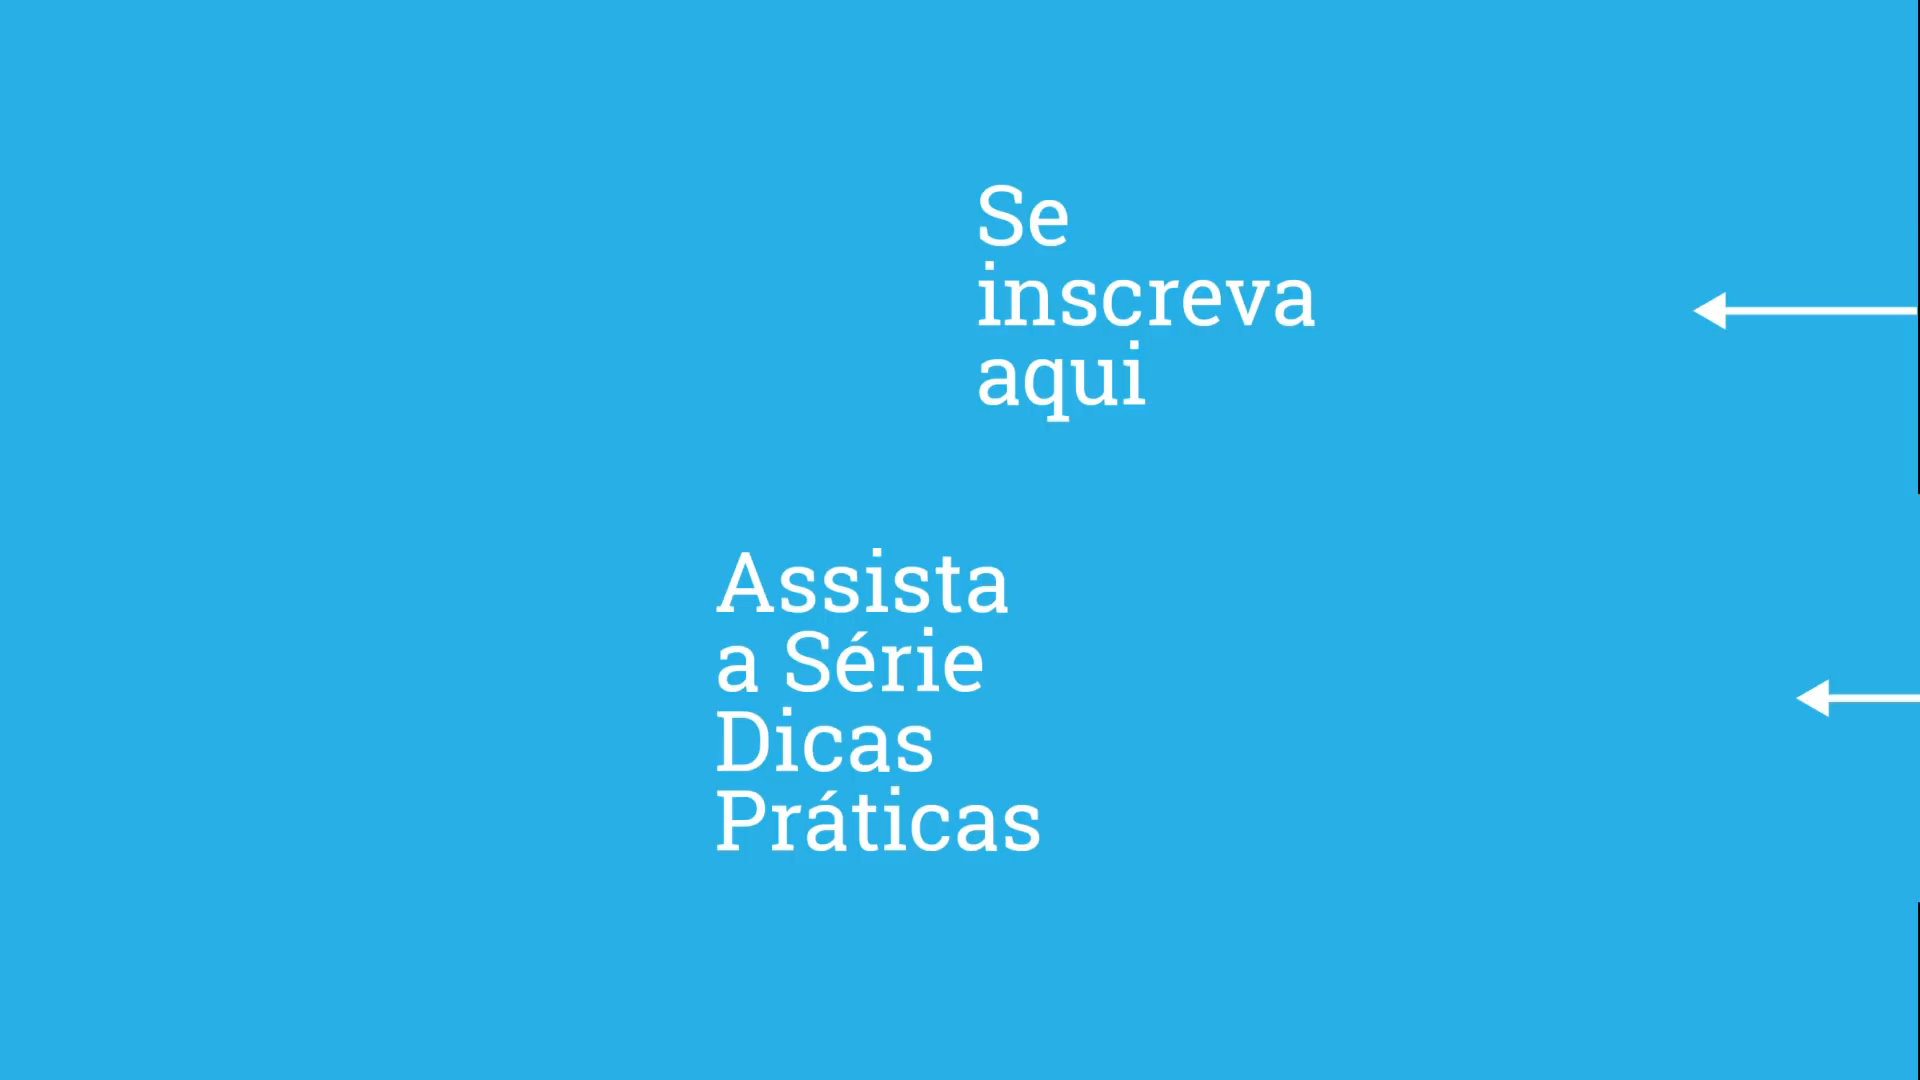 Se
inscreva
aqui
Assista
a Série
Dicas
Práticas